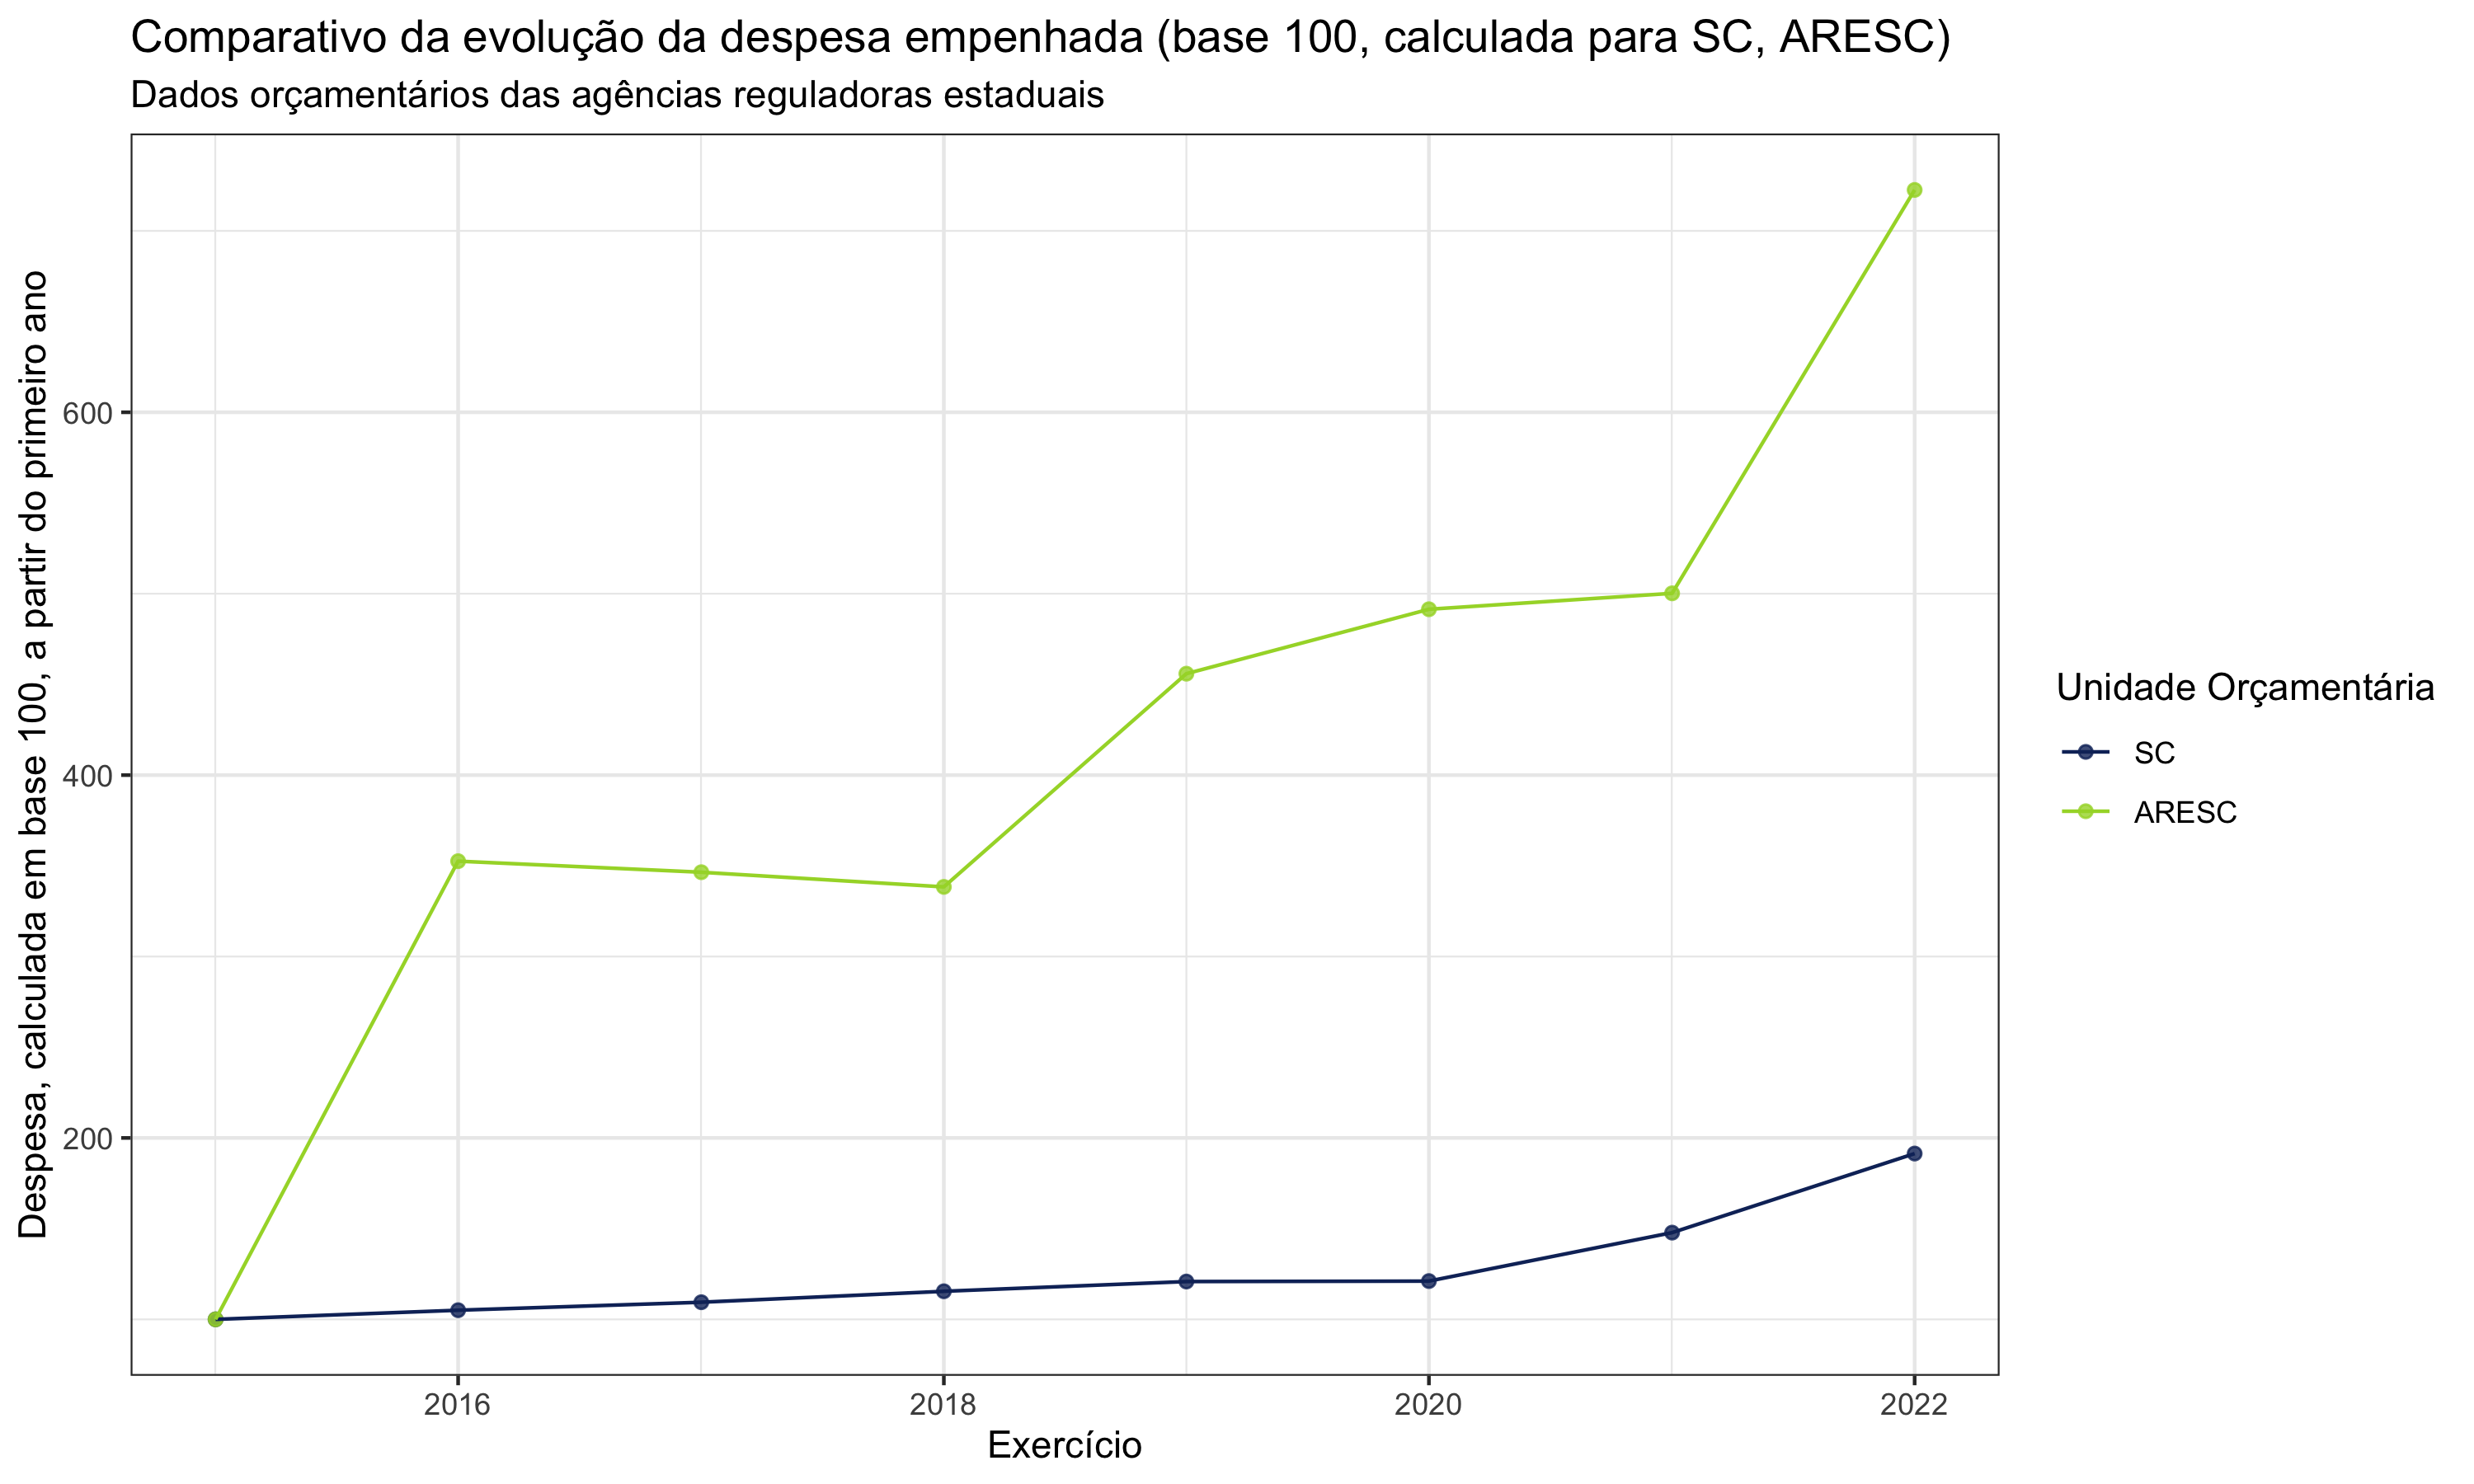 Comparativo da evolução da despesa empenhada (base 100, calculada para SC, ARESC)
Dados orçamentários das agências reguladoras estaduais
Despesa, calculada em base 100, a partir do primeiro ano
600
400
200
2016
2018
2020
2022
Exercício
Unidade Orçamentária
SC
ARESC